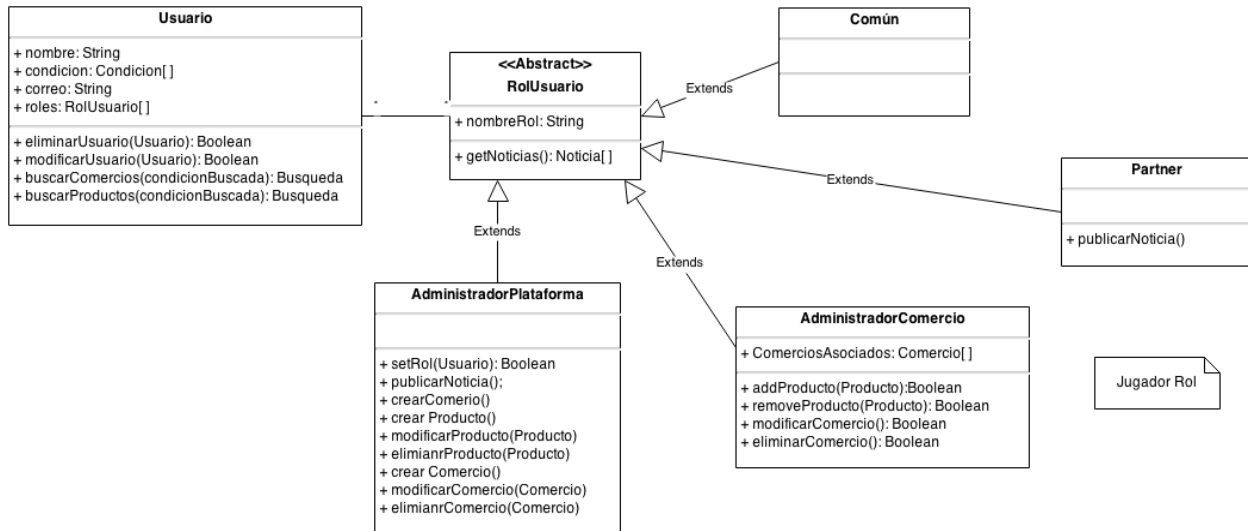 Usuario
+ nombre: String
+ condicion: Condicion[ ]
+ correo: String
+ roles: RolUsuario[ ]
+ eliminarUsuario(Usuario): Boolean
+ modificarUsuario(Usuario): Boolean
+ buscarComercios(condicionBuscada): Busqueda
+ buscarProductos(condicionBuscada): Busqueda
<<Abstract>>
RolUsuario
+ nombreRol: String
+ getNoticias(): Noticia[ ]
Común
Extends
Extends
Partner
+ publicarNoticia()
Extends
Extends
AdministradorPlataforma
+ setRol(Usuario): Boolean
+ publicarNoticia();
+ crearComerio()
+ crear Producto()
+ modificarProducto(Producto)
+ elimianrProducto(Producto)
+ crear Comercio()
+ modificarComercio(Comercio)
+ elimianrComercio(Comercio)
AdministradorComercio
+ ComerciosAsociados: Comercio[ ]
+ addProducto(Producto):Boolean
+ removeProducto(Producto): Boolean
+ modificarComercio(): Boolean
+ eliminarComercio(): Boolean
Jugador Rol